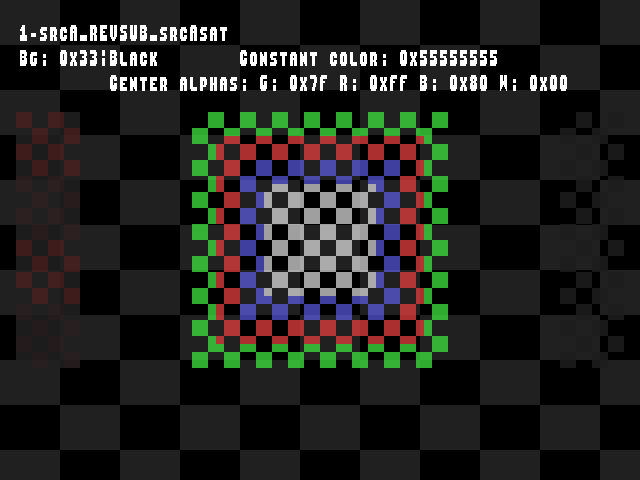 1-srcA_REVSUB_srcAsat
Bg: 0x33|Black Constant color: 0x55555555
Center alphas: G: 0x7f R: 0xff B: 0x80 W: 0x00